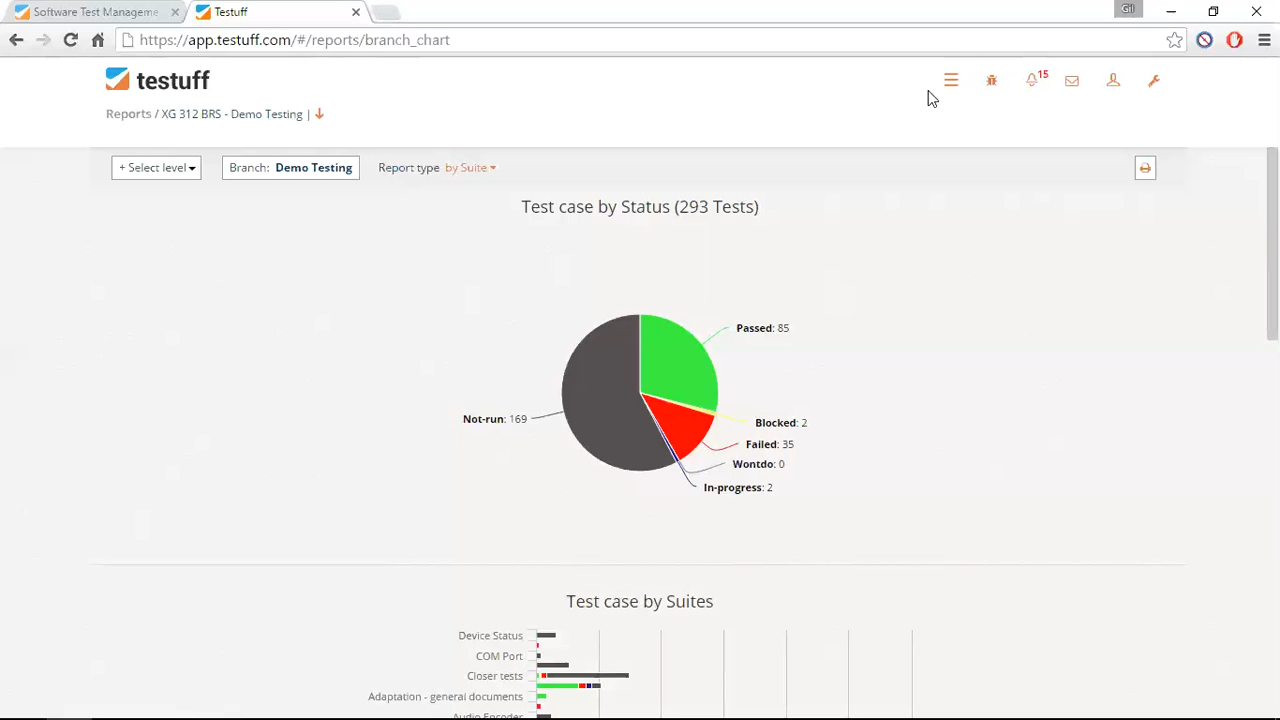 Software Test Manageme
Testuff
Gil
https://app.testuff.com/#/reports/branch_chart
testuff
15
Reports / XG 312 BRS - Demo Testing |
+ Select level
Branch: Demo Testing
Report type by Suite
Test case by Status (293 Tests)
Passed: 85
Not-run: 169
Blocked: 2
Failed: 35
Wontdo: 0
In-progress: 2
Test case by Suites
Device Status
COM Port
Closer tests
Adaptation - general documents
Audio Encoder